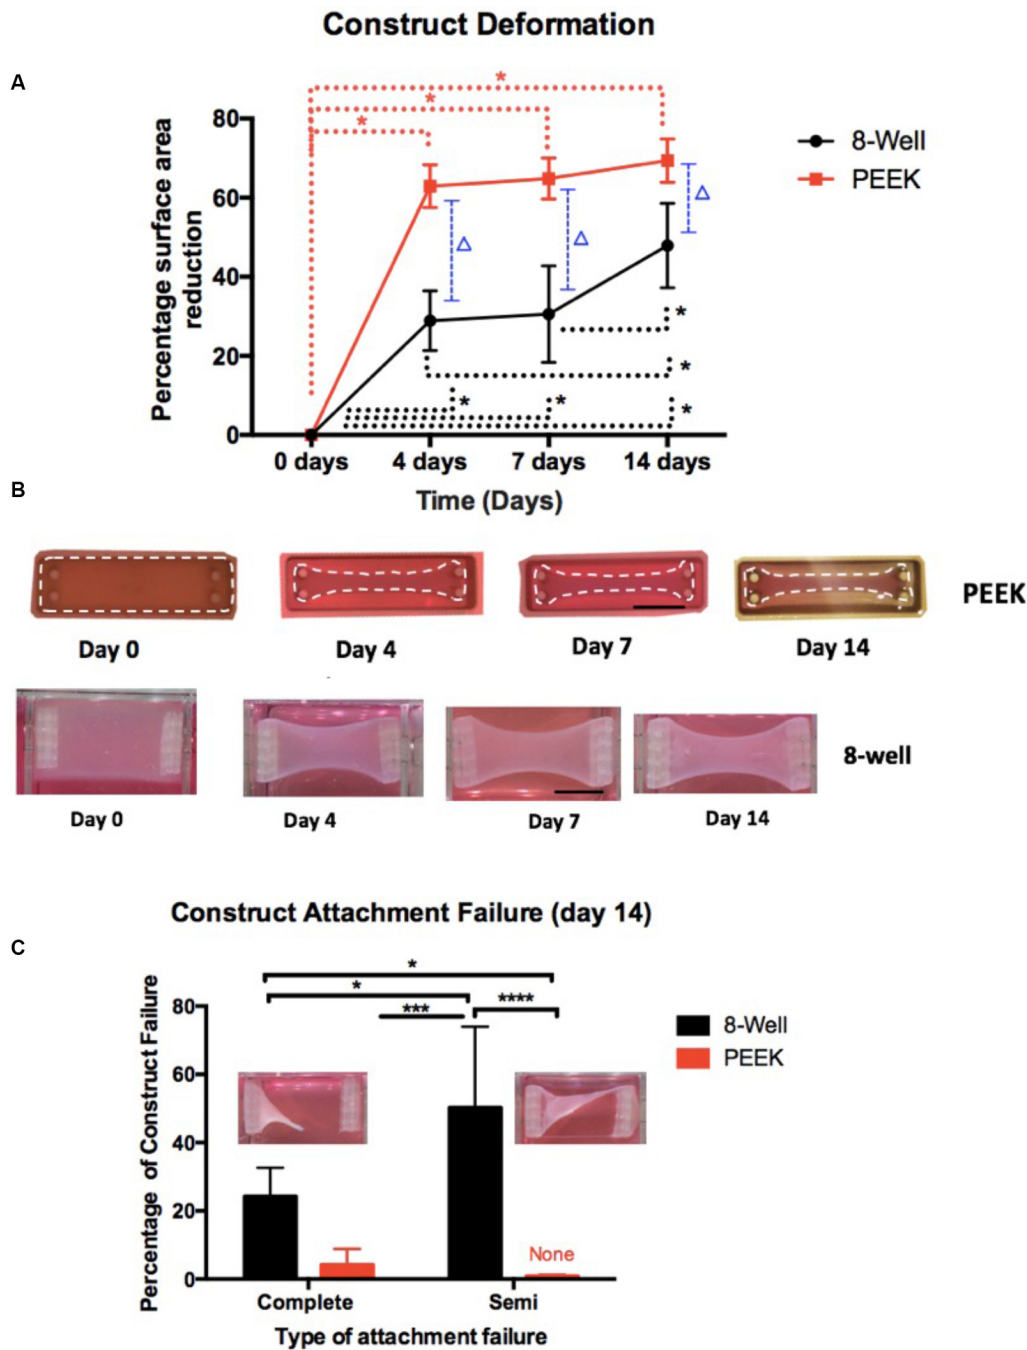 Construct Deformation
A
Percentage surface area
reduction
80
60
40
20
0
* * *
8-Well
PEEK
Δ Δ Δ
* * * * *
0 days 4 days 7 days 14 days
Time (Days)
B
PEEK
Day 0 Day 4 Day 7 Day 14
8-well
Day 0 Day 4 Day 7 Day 14
Construct Attachment Failure (day 14)
C
Percentage of Construct Failure
80
60
40
20
0
*
* *** ****
8-Well
PEEK
None
Complete Semi
Type of attachment failure